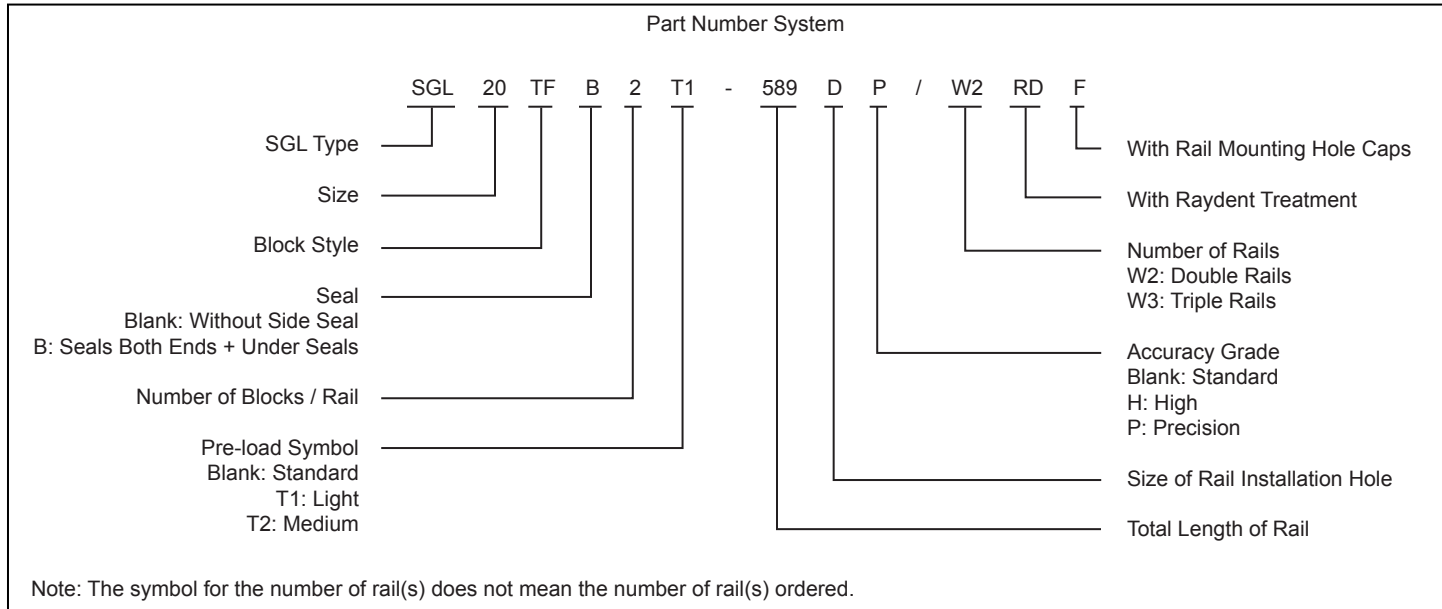 Part Number System
SGL 20 TF B 2 T1 - 589 D P / W2 RD F
SGL Type
Size
Block Style
Seal
Blank: Without Side Seal
B: Seals Both Ends + Under Seals
Number of Blocks / Rail
Pre-load Symbol
Blank: Standard
T1: Light
T2: Medium
With Rail Mounting Hole Caps
With Raydent Treatment
Number of Rails
W2: Double Rails
W3: Triple Rails
Accuracy Grade
Blank: Standard
H: High
P: Precision
Size of Rail Installation Hole
Total Length of Rail
Note: The symbol for the number of rail(s) does not mean the number of rail(s) ordered.